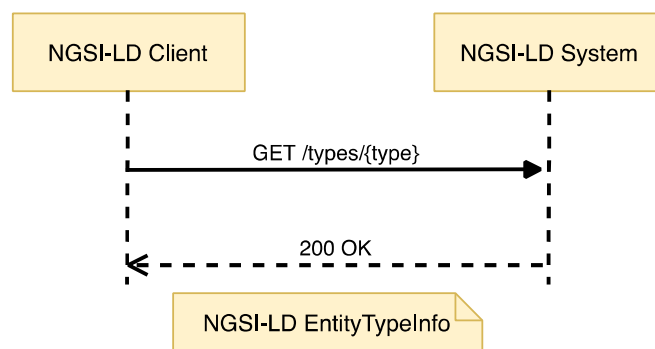 NGSI-LD Client
NGSI-LD System
GET /types/{type}
200 OK
NGSI-LD EntityTypeInfo